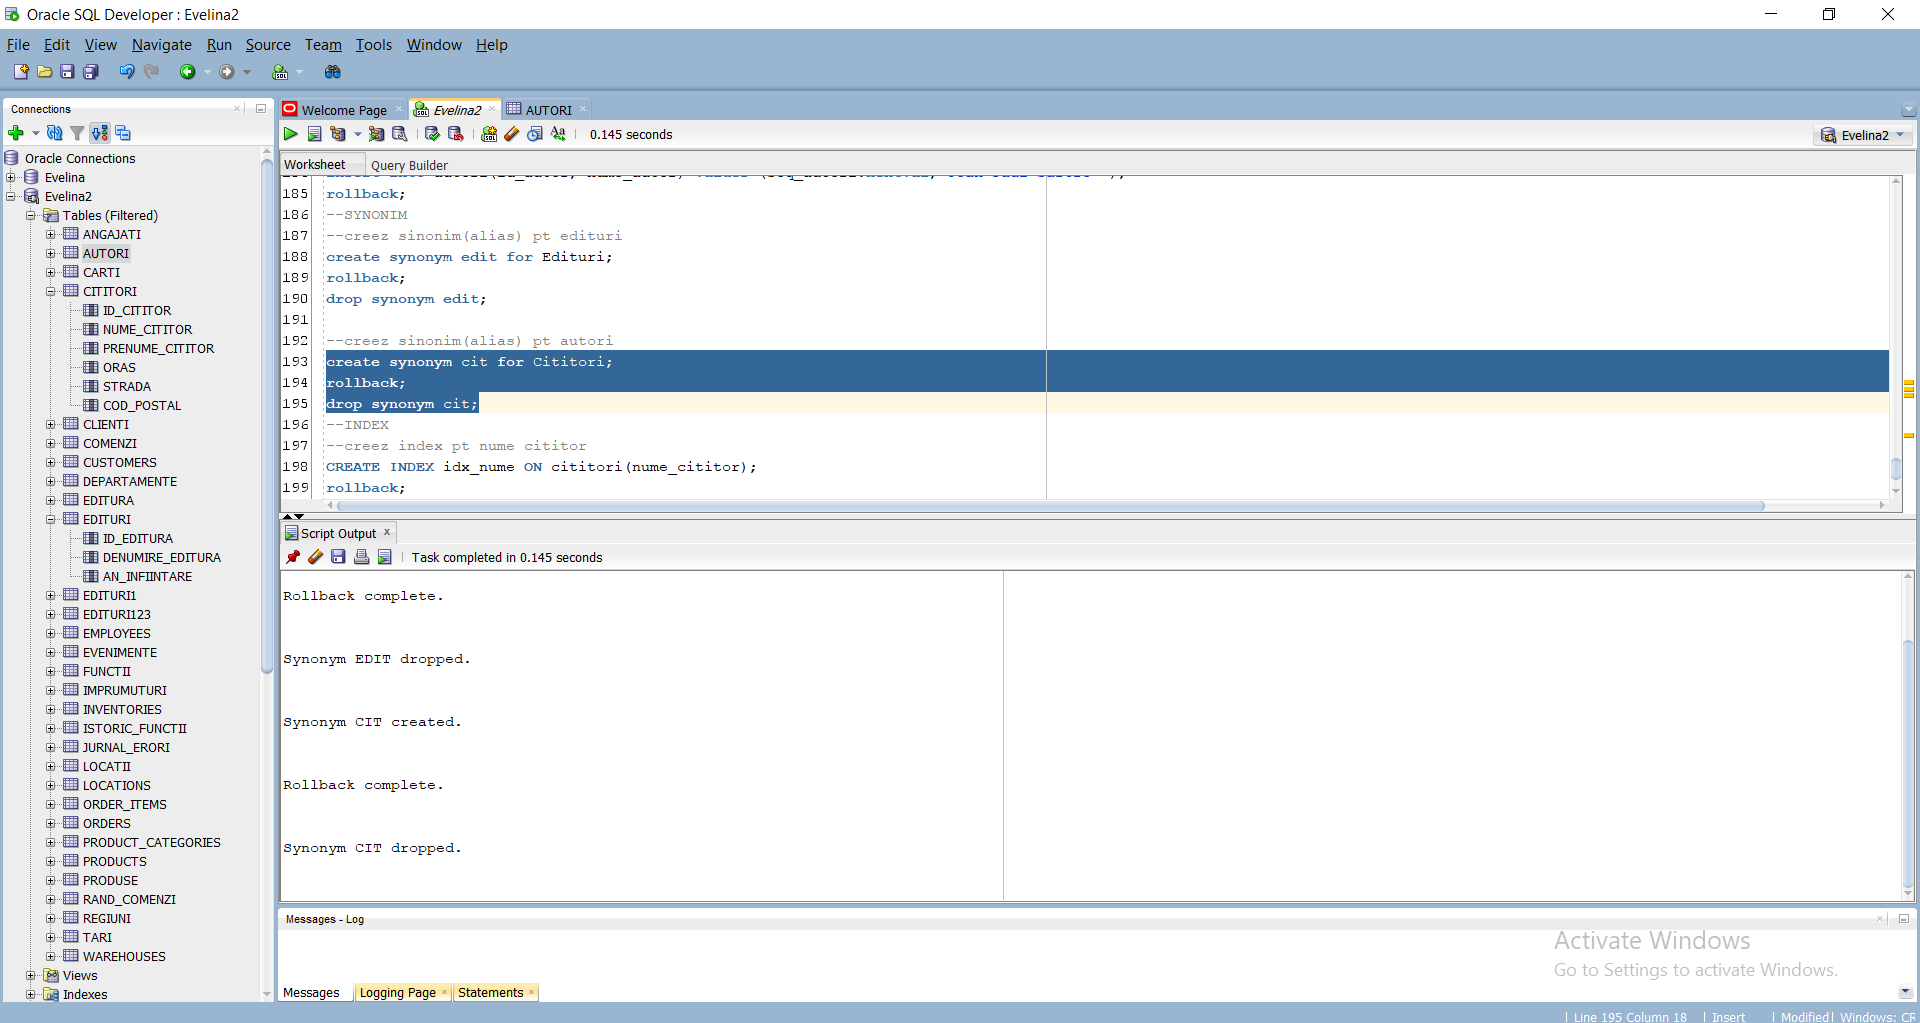 Oracle SQL Developer : Evelina2
File Edit View Navigate Run Source Team Tools Window Help
Connections
Oracle Connections
Evelina
Evelina2
Tables (Filtered)
ANGAJATI
AUTORI
CARTI
CITITORI
ID_CITITOR
NUME_CITITOR
PRENUME_CITITOR
ORAS
STRADA
COD_POSTAL
CLIENTI
COMENZI
CUSTOMERS
DEPARTAMENTE
EDITURA
EDITURI
ID_EDITURA
DENUMIRE_EDITURA
AN_INFIINTARE
EDITURI1
EDITURI123
EMPLOYEES
EVENIMENTE
FUNCTII
IMPRUMUTURI
INVENTORIES
ISTORIC_FUNCTII
JURNAL_ERORI
LOCATII
LOCATIONS
ORDER_ITEMS
ORDERS
PRODUCT_CATEGORIES
PRODUCTS
PRODUSE
RAND_COMENZI
REGIUNI
TARI
WAREHOUSES
Views
Indexes
Welcome Page Evelina2 AUTORI
0.145 seconds
Evelina2
Worksheet Query Builder
185 rollback;
186 --SYNONIM
187 --creez sinonim(alias) pt edituri
188 create synonym edit for Edituri;
189 rollback;
190 drop synonym edit;
191
192 --creez sinonim(alias) pt autori
193 create synonym cit for Cititori;
194 rollback;
195 drop synonym cit;
196 --INDEX
197 --creez index pt nume cititor
198 CREATE INDEX idx_nume ON cititori(nume_cititor);
199 rollback;
Script Output
Task completed in 0.145 seconds
Rollback complete.
Synonym EDIT dropped.
Synonym CIT created.
Rollback complete.
Synonym CIT dropped.
Messages - Log
Activate Windows
Go to Settings to activate Windows.
Messages Logging Page Statements
Line 195 Column 18 Insert Modified Windows: CR